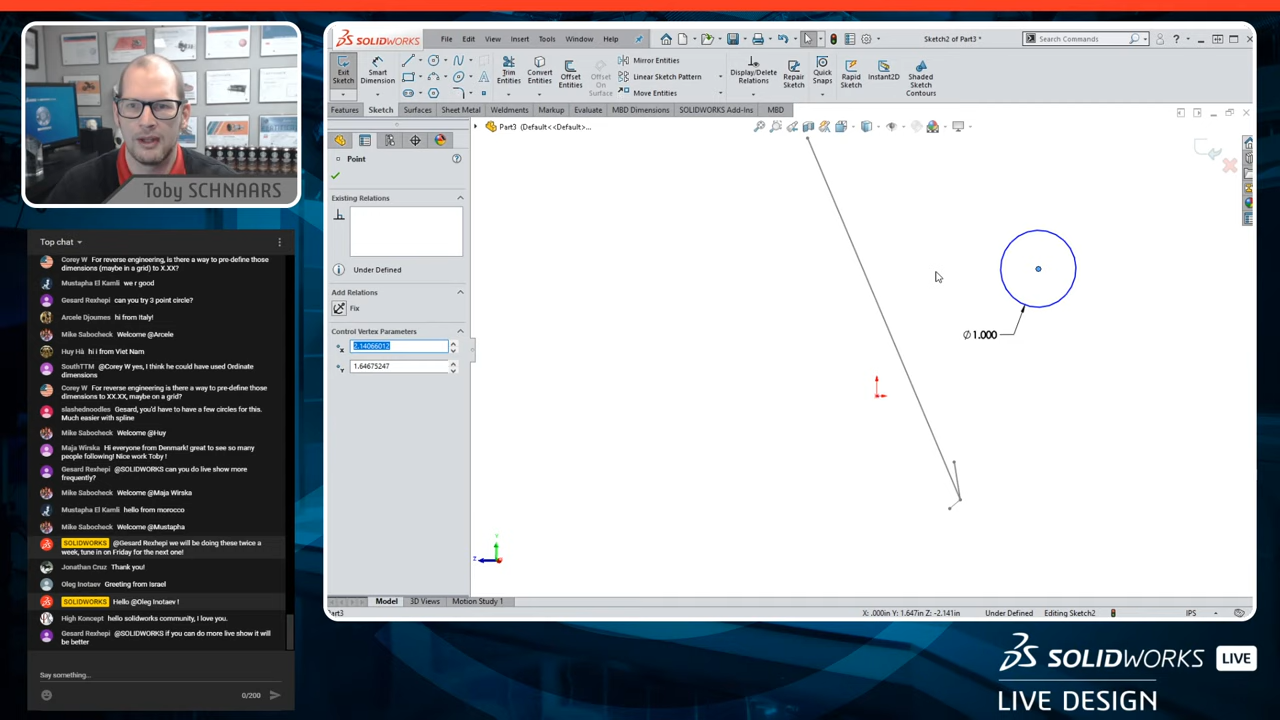 Toby SCHNAARS
Top chat
Corey W For reverse engineering, is there a way to pre-define those
dimensions (maybe in a grid) to X.XX?
Mustapha El Kamli we r good
Gesard Rexhepi can you try 3 point circle?
Arcele Djoumes hi from Italy!
Mike Sabocheck Welcome @Arcele
Huy Hà hi i from Viet Nam
SouthTTM @Corey W yes, I think he could have used Ordinate
dimensions
Corey W For reverse engineering is there a way to pre-define those
dimensions to XX.XX, maybe on a grid?
slashednoodles Gesard, you'd have to have a few circles for this.
Much easier with spline
Mike Sabocheck Welcome @Huy
Maja Wirska Hi everyone from Denmark! great to see so many
people following! Nice work Toby !
Gesard Rexhepi @SOLIDWORKS can you do live show more
frequently?
Mike Sabocheck Welcome @Maja Wirska
Mustapha El Kamli hello from morocco
Mike Sabocheck Welcome @Mustapha
SOLIDWORKS @Gesard Rexhepi we will be doing these twice a
week, tune in on Friday for the next one!
Jonathan Cruz Thank you!
Oleg Inotaev Greeting from Israel
SOLIDWORKS Hello @Oleg Inotaev !
High Koncept hello solidworks community, I love you.
Gesard Rexhepi @SOLIDWORKS if you can do more live show it will
be better
Say something...
0/200
SOLIDWORKS File Edit View Insert Tools Window Sketch2 of Part3 * Search Commands
Exit Sketch
Smart Dimension
Trim Entities
Convert Entities
Offset Entities
Offset On Surface
Mirror Entities
Linear Sketch Pattern
Move Entities
Display/Delete Relations
Repair Sketch
Quick Snaps
Rapid Sketch
Instant2D
Shaded Sketch Contours
Features Sketch Surfaces Sheet Metal Weldments Markup Evaluate MBD Dimensions SOLIDWORKS Add-Ins MBD
Part3 (Default<<Default>...
Point
Existing Relations
Under Defined
Add Relations
Fix
Control Vertex Parameters
2.14066012
1.64675247
Ø1.000
Y
Z
Model 3D Views Motion Study 1
Part3 X: .000in Y: 1.647in Z: -2.141in Under Defined Editing Sketch2 IPS
SOLIDWORKS LIVE
LIVE DESIGN